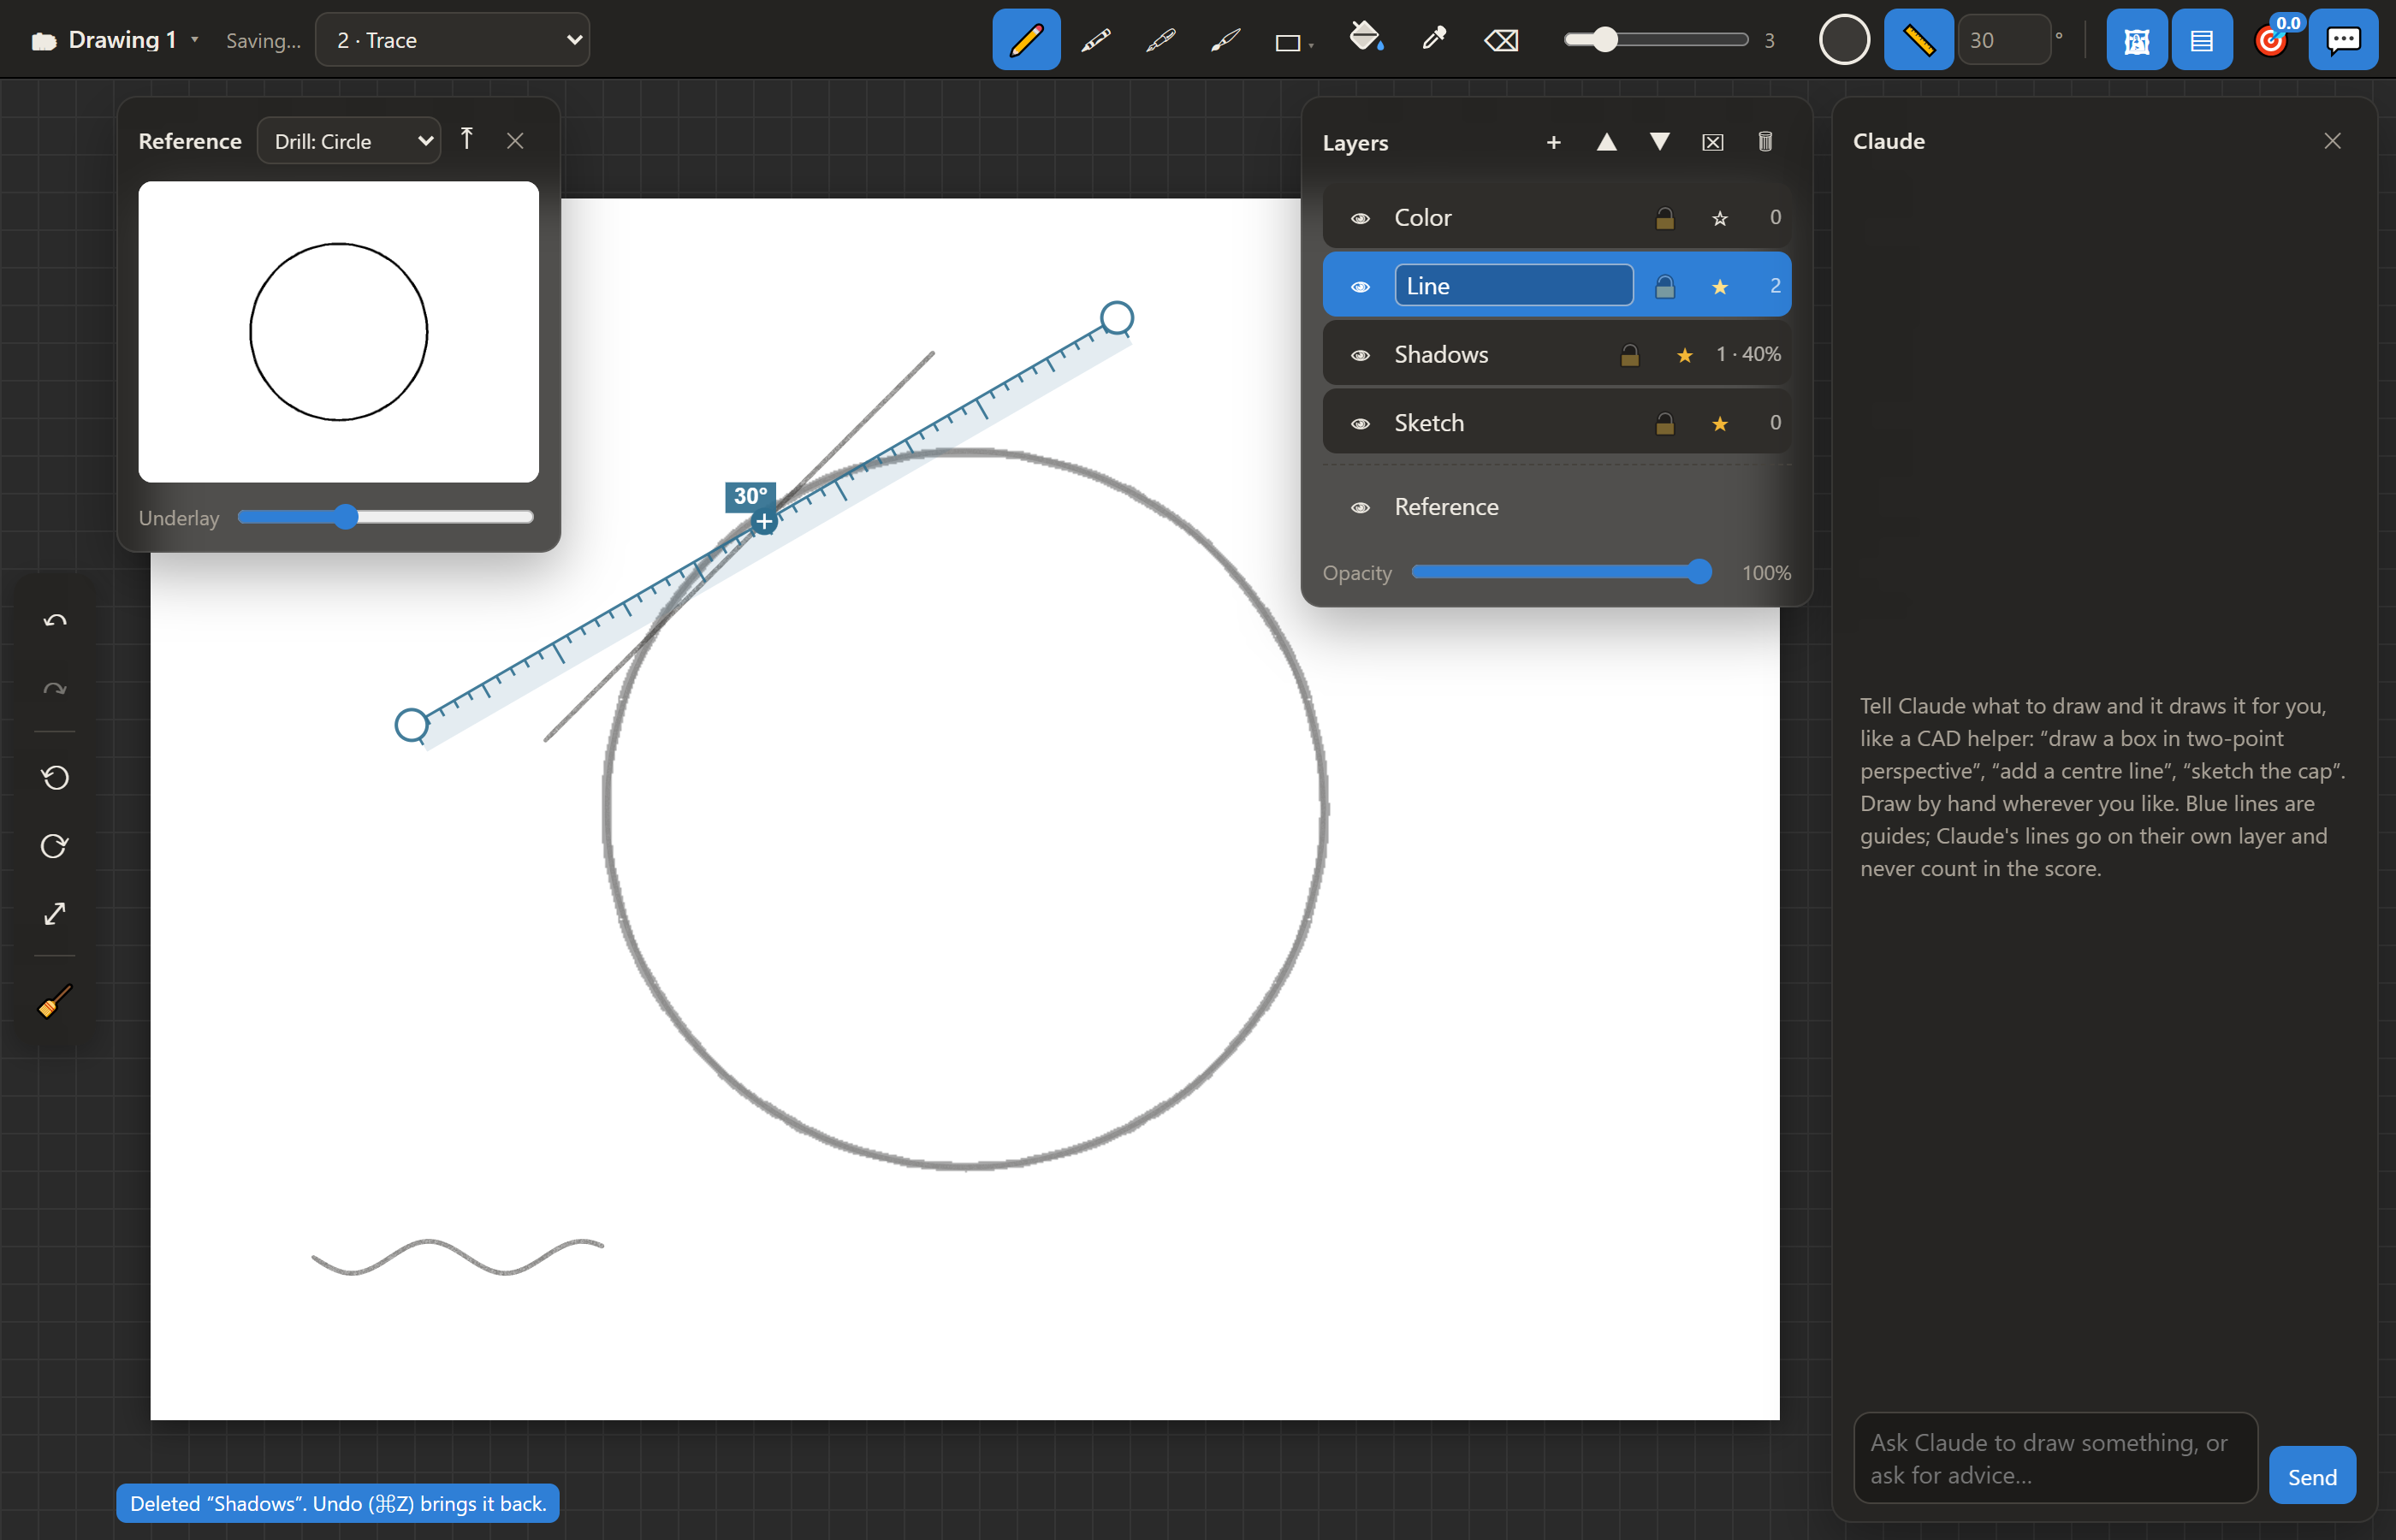 Drawing 1
Saving...
2 · Trace
3
30
°
0.0
Reference
Drill: Circle
Underlay
Layers
Color
0
Line
2
Shadows
1 · 40%
Sketch
0
Reference
Opacity
100%
30°
Claude
Tell Claude what to draw and it draws it for you,
like a CAD helper: “draw a box in two-point
perspective”, “add a centre line”, “sketch the cap”.
Draw by hand wherever you like. Blue lines are
guides; Claude's lines go on their own layer and
never count in the score.
Ask Claude to draw something, or
ask for advice...
Send
Deleted “Shadows”. Undo (⌘Z) brings it back.